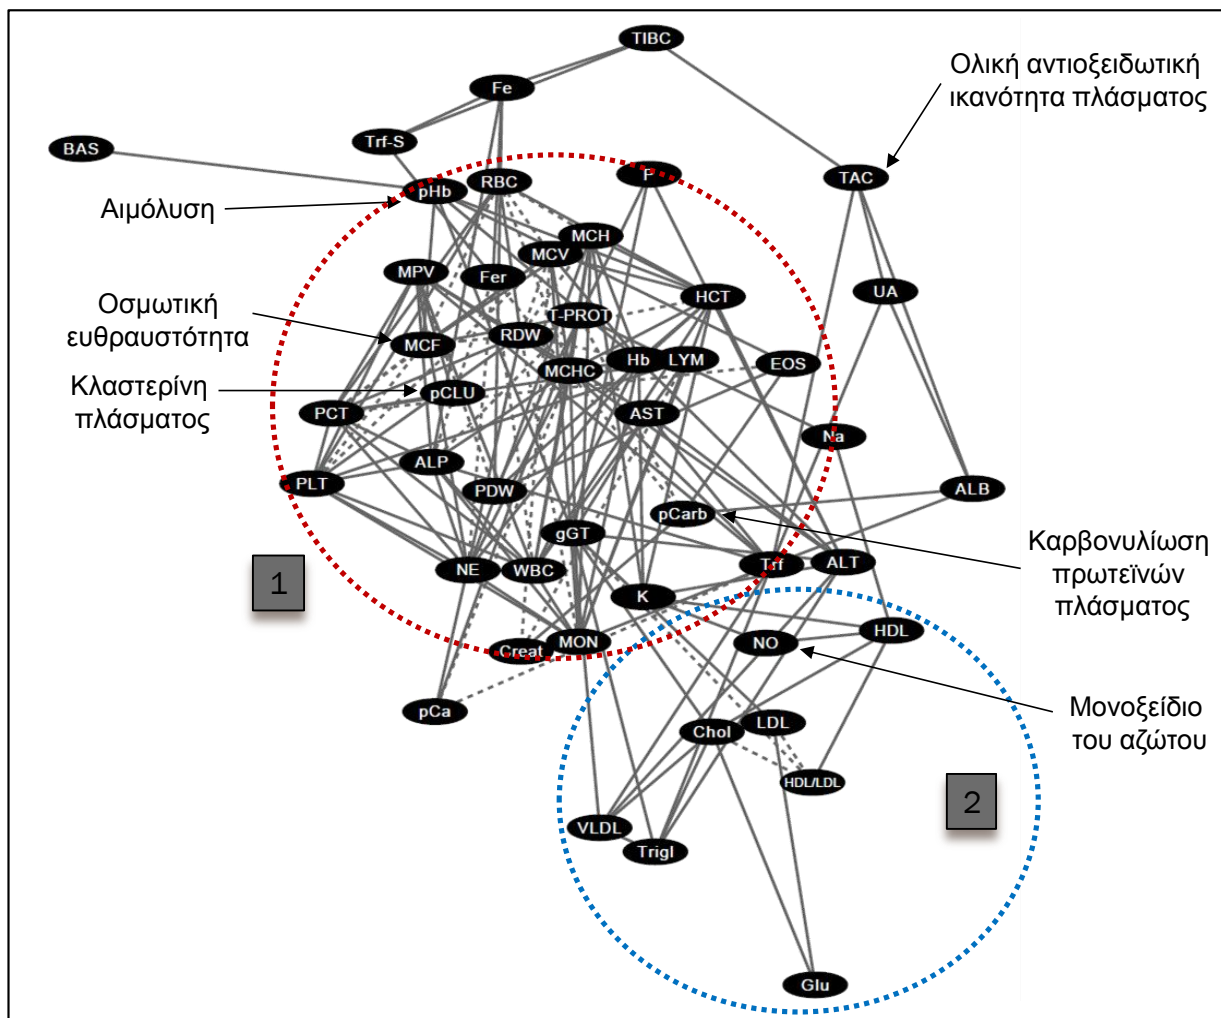 TIBC
Ολική αντιοξειδωτική
ικανότητα πλάσματος
Fe
Trf-S
BAS
pHb
RBC
F
TAC
Αιμόλυση
MCH
MCV
MPV
Fer
HCT
UA
Οσμωτική
ευθραυστότητα
T-PROT
RDW
MCF
Hb
LYM
EOS
MCHC
Κλαστερίνη
πλάσματος
pCLU
PCT
AST
Na
ALP
PLT
PDW
ALB
pCarb
gGT
Καρβονυλίωση
πρωτεϊνών
πλάσματος
NE
WBC
Trf
ALT
1
K
HDL
NO
MON
Creat
pCa
Μονοξείδιο
του αζώτου
LDL
Chol
HDL/LDL
2
VLDL
Trigl
Glu